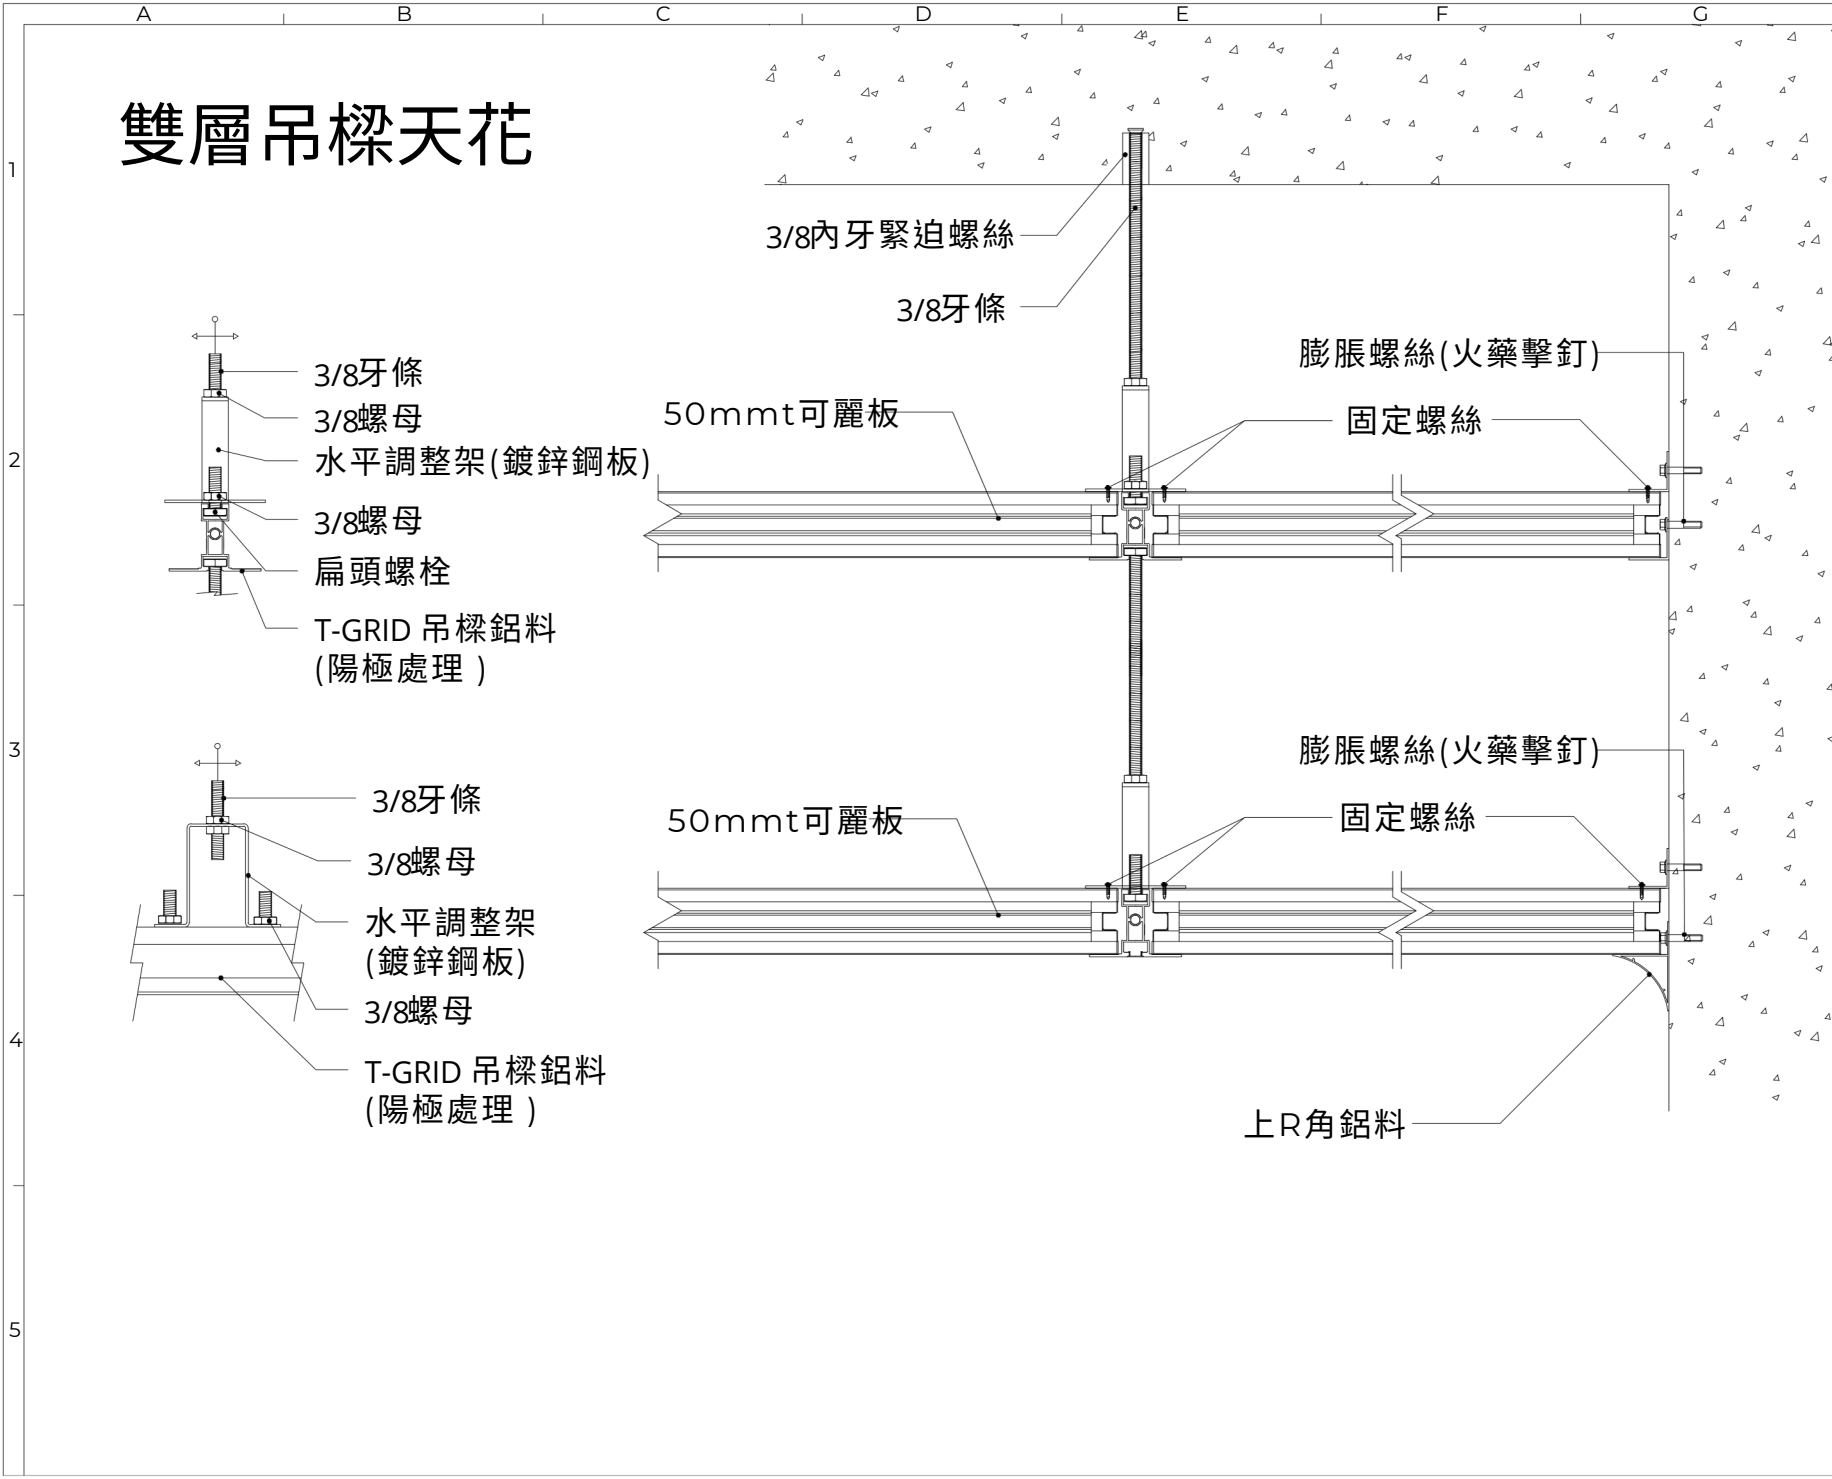 A B C D E F G
雙層吊樑天花
1
3/8內牙緊迫螺絲
3/8牙條
膨脹螺絲(火藥擊釘)
50mmt可麗板
固定螺絲
3/8牙條
3/8螺母
水平調整架(鍍鋅鋼板)
2
3/8螺母
扁頭螺栓
T-GRID 吊樑鋁料
(陽極處理 )
3
膨脹螺絲(火藥擊釘)
50mmt可麗板
固定螺絲
3/8牙條
3/8螺母
水平調整架
(鍍鋅鋼板)
3/8螺母
4
T-GRID 吊樑鋁料
(陽極處理 )
上R角鋁料
5